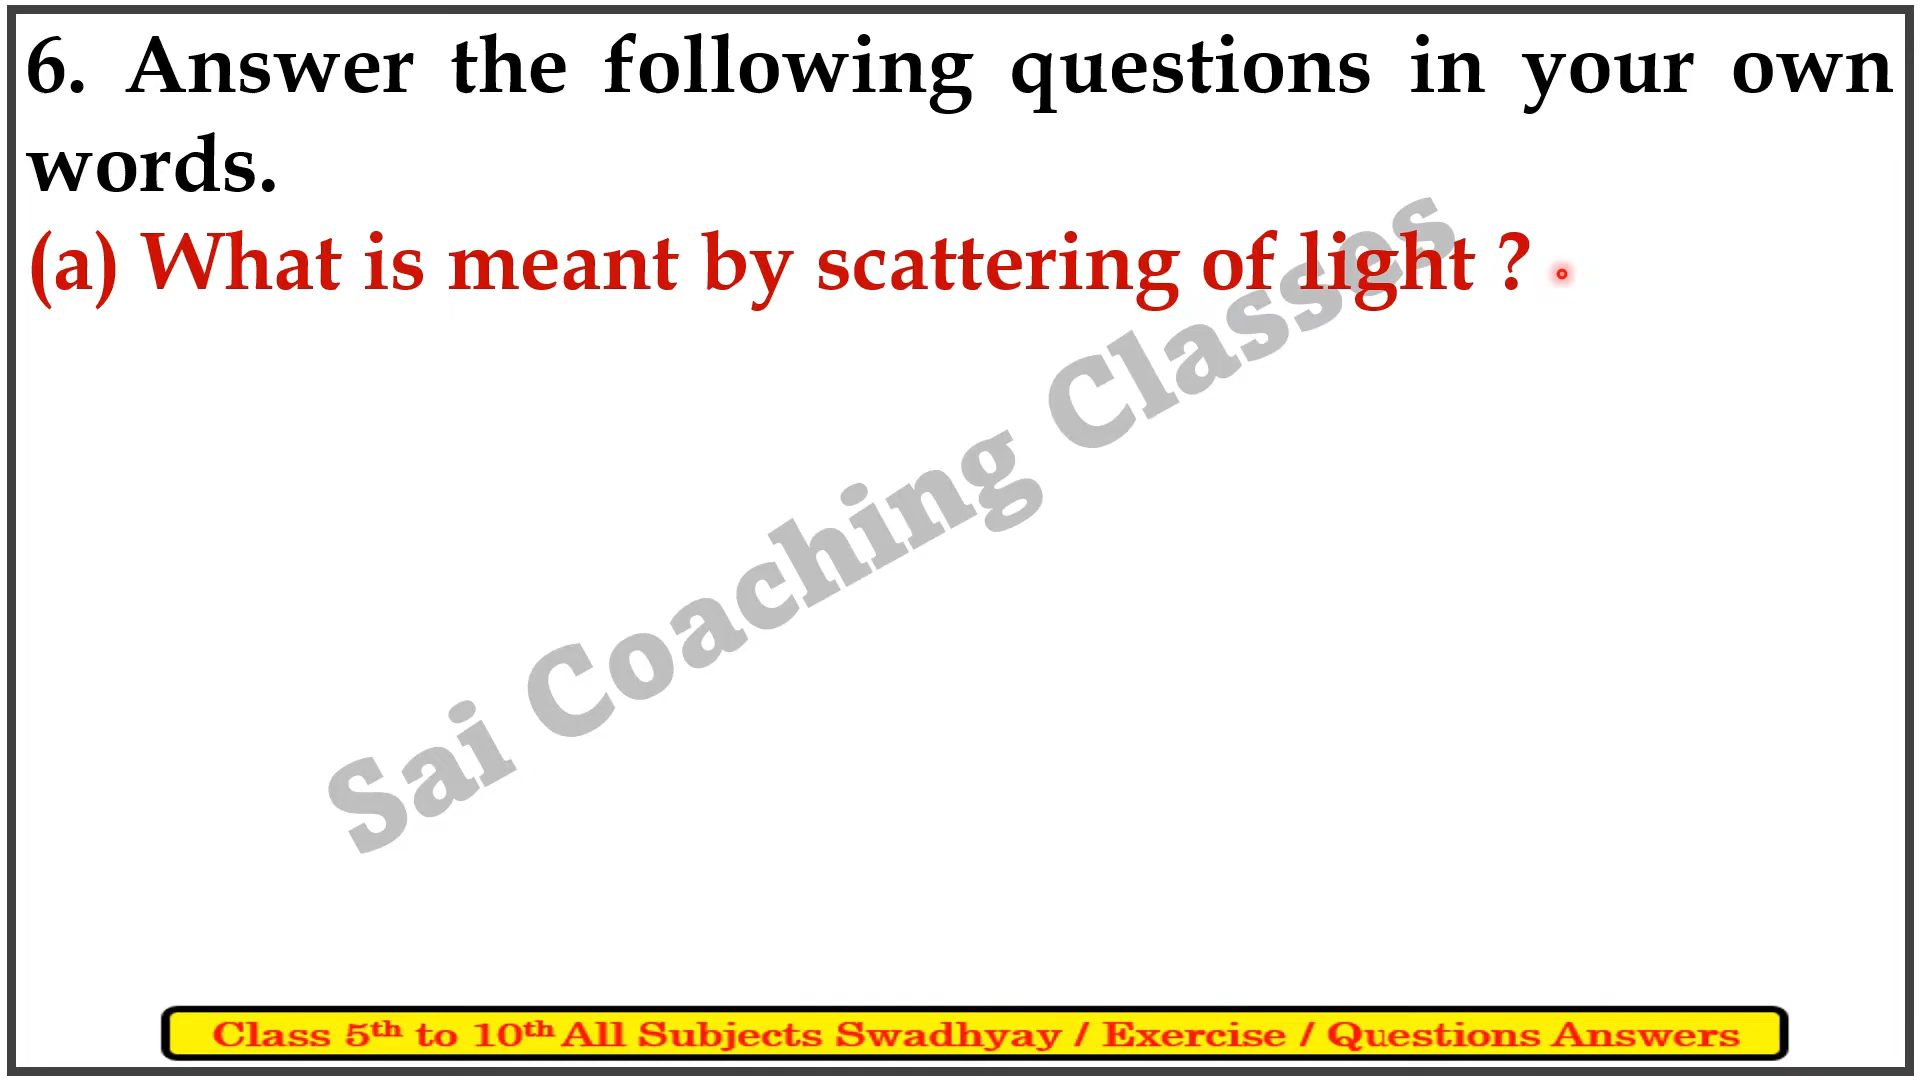 6. Answer the following questions in your own
words.
(a) What is meant by scattering of light ?
Sai Coaching Classes
Class 5th to 10th All Subjects Swadhyay / Exercise / Questions Answers